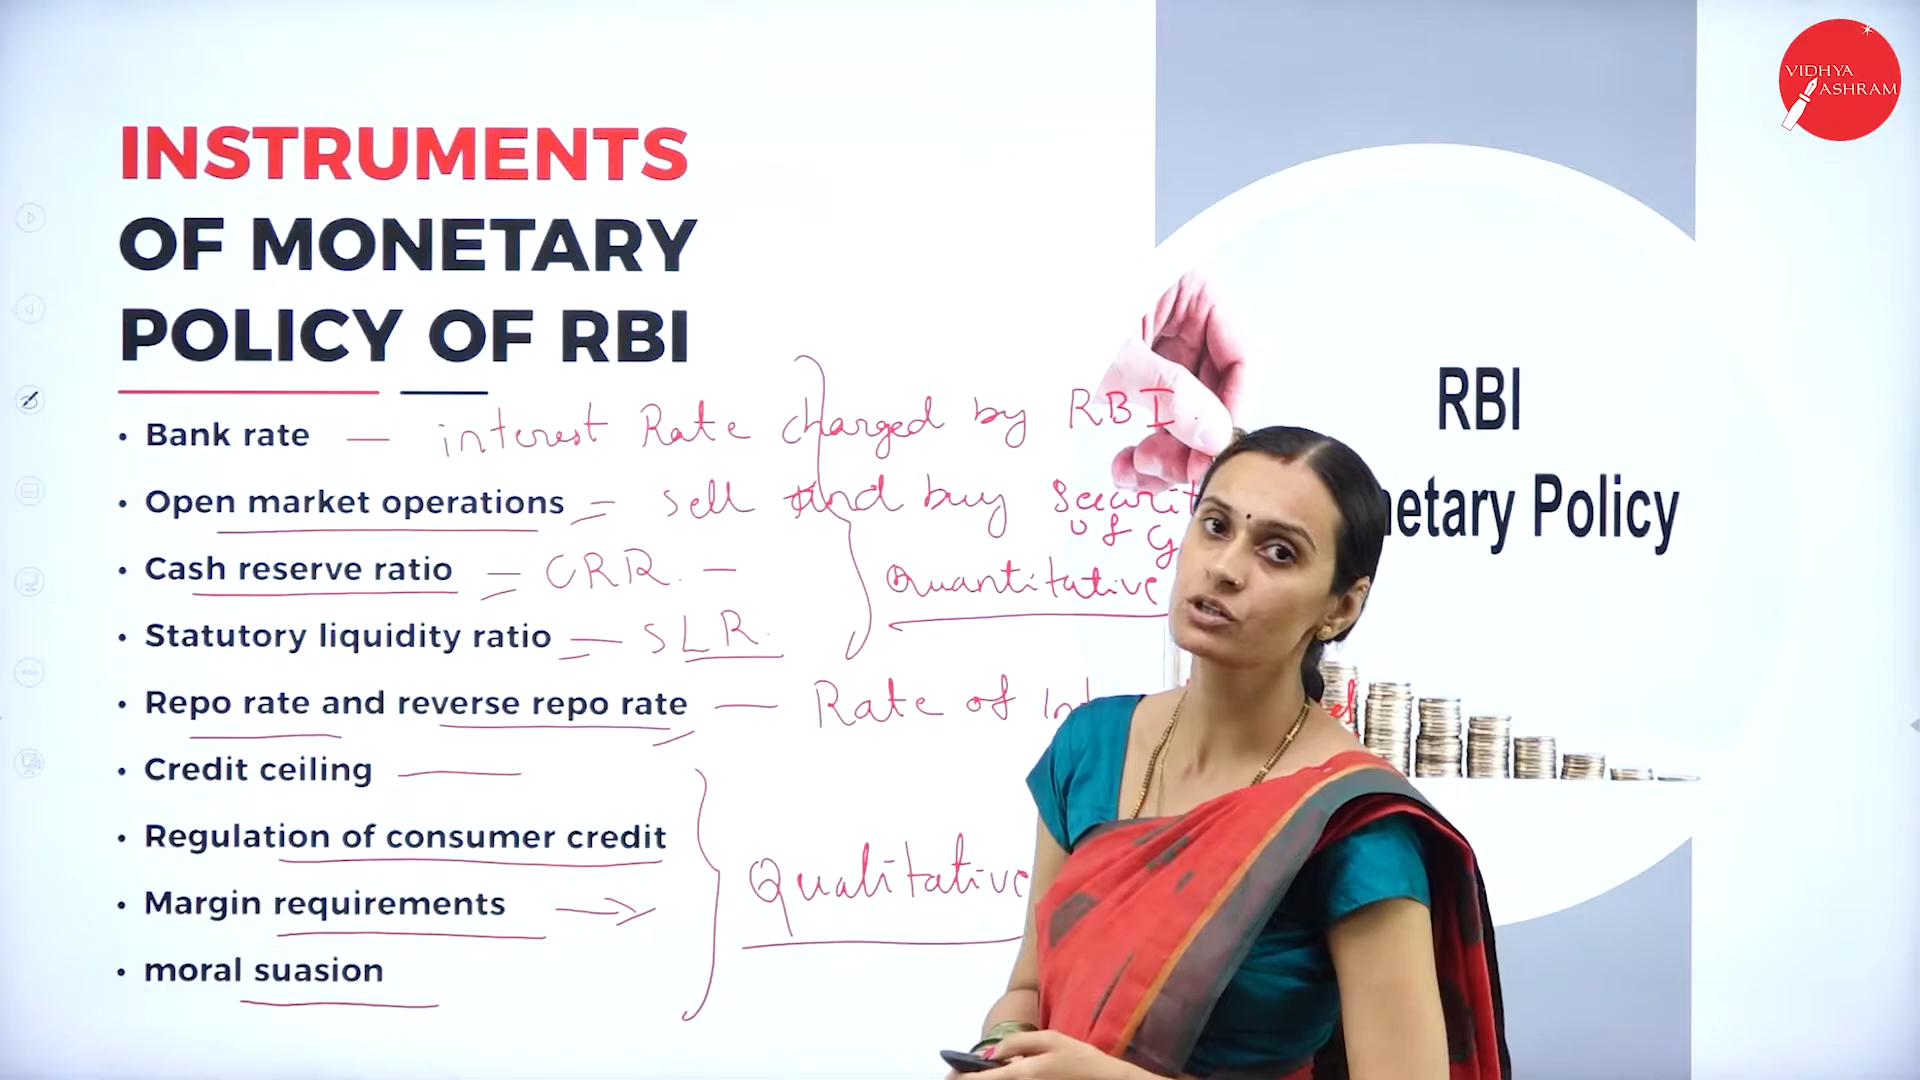 VIDHYA
ASHRAM
INSTRUMENTS
OF MONETARY
POLICY OF RBI
• Bank rate — interest Rate charged by RBI.
• Open market operations = sell and buy
of G
• Cash reserve ratio = CRR. —
Quantitative
• Statutory liquidity ratio = SLR.
• Repo rate and reverse repo rate — Rate of
• Credit ceiling —
• Regulation of consumer credit
Qualitative
• Margin requirements
• moral suasion
RBI
netary Policy